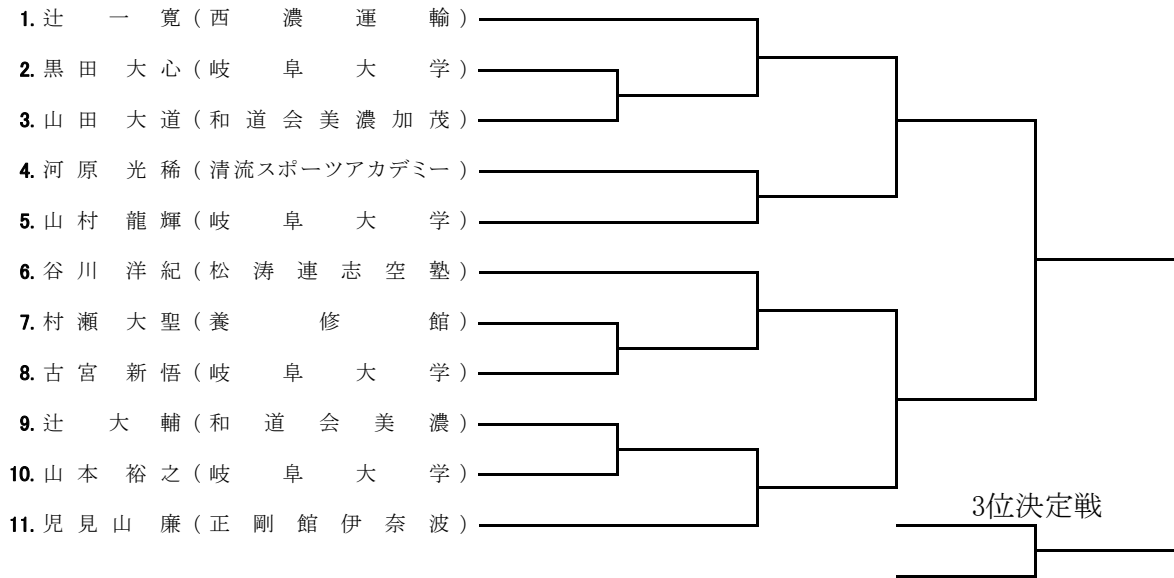 1. 辻 一 寛 ( 西 濃 運 輸 )
2. 黒 田 大 心 ( 岐 阜 大 学 )
3. 山 田 大 道 ( 和 道 会 美 濃 加 茂 )
4. 河 原 光 稀 ( 清流スポーツアカデミー )
5. 山 村 龍 輝 ( 岐 阜 大 学 )
6. 谷 川 洋 紀 ( 松 涛 連 志 空 塾 )
7. 村 瀬 大 聖 ( 養 修 館 )
8. 古 宮 新 悟 ( 岐 阜 大 学 )
9. 辻 大 輔 ( 和 道 会 美 濃 )
10. 山 本 裕 之 ( 岐 阜 大 学 )
11. 児 見 山 廉 ( 正 剛 館 伊 奈 波 )
3位決定戦